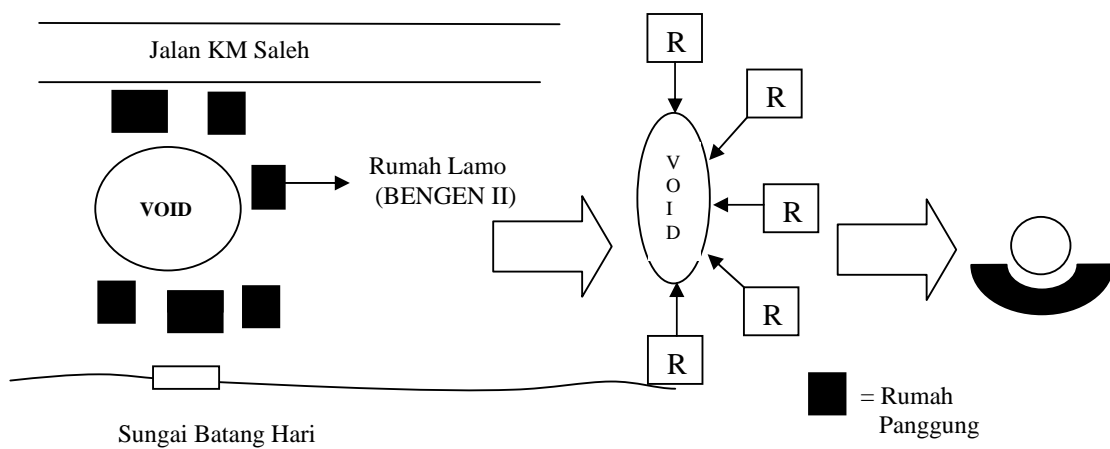 Jalan KM Saleh
VOID
Rumah Lamo
(BENGEN II)
Sungai Batang Hari
R
R
R
R
R
V
O
I
D
= Rumah
Panggung